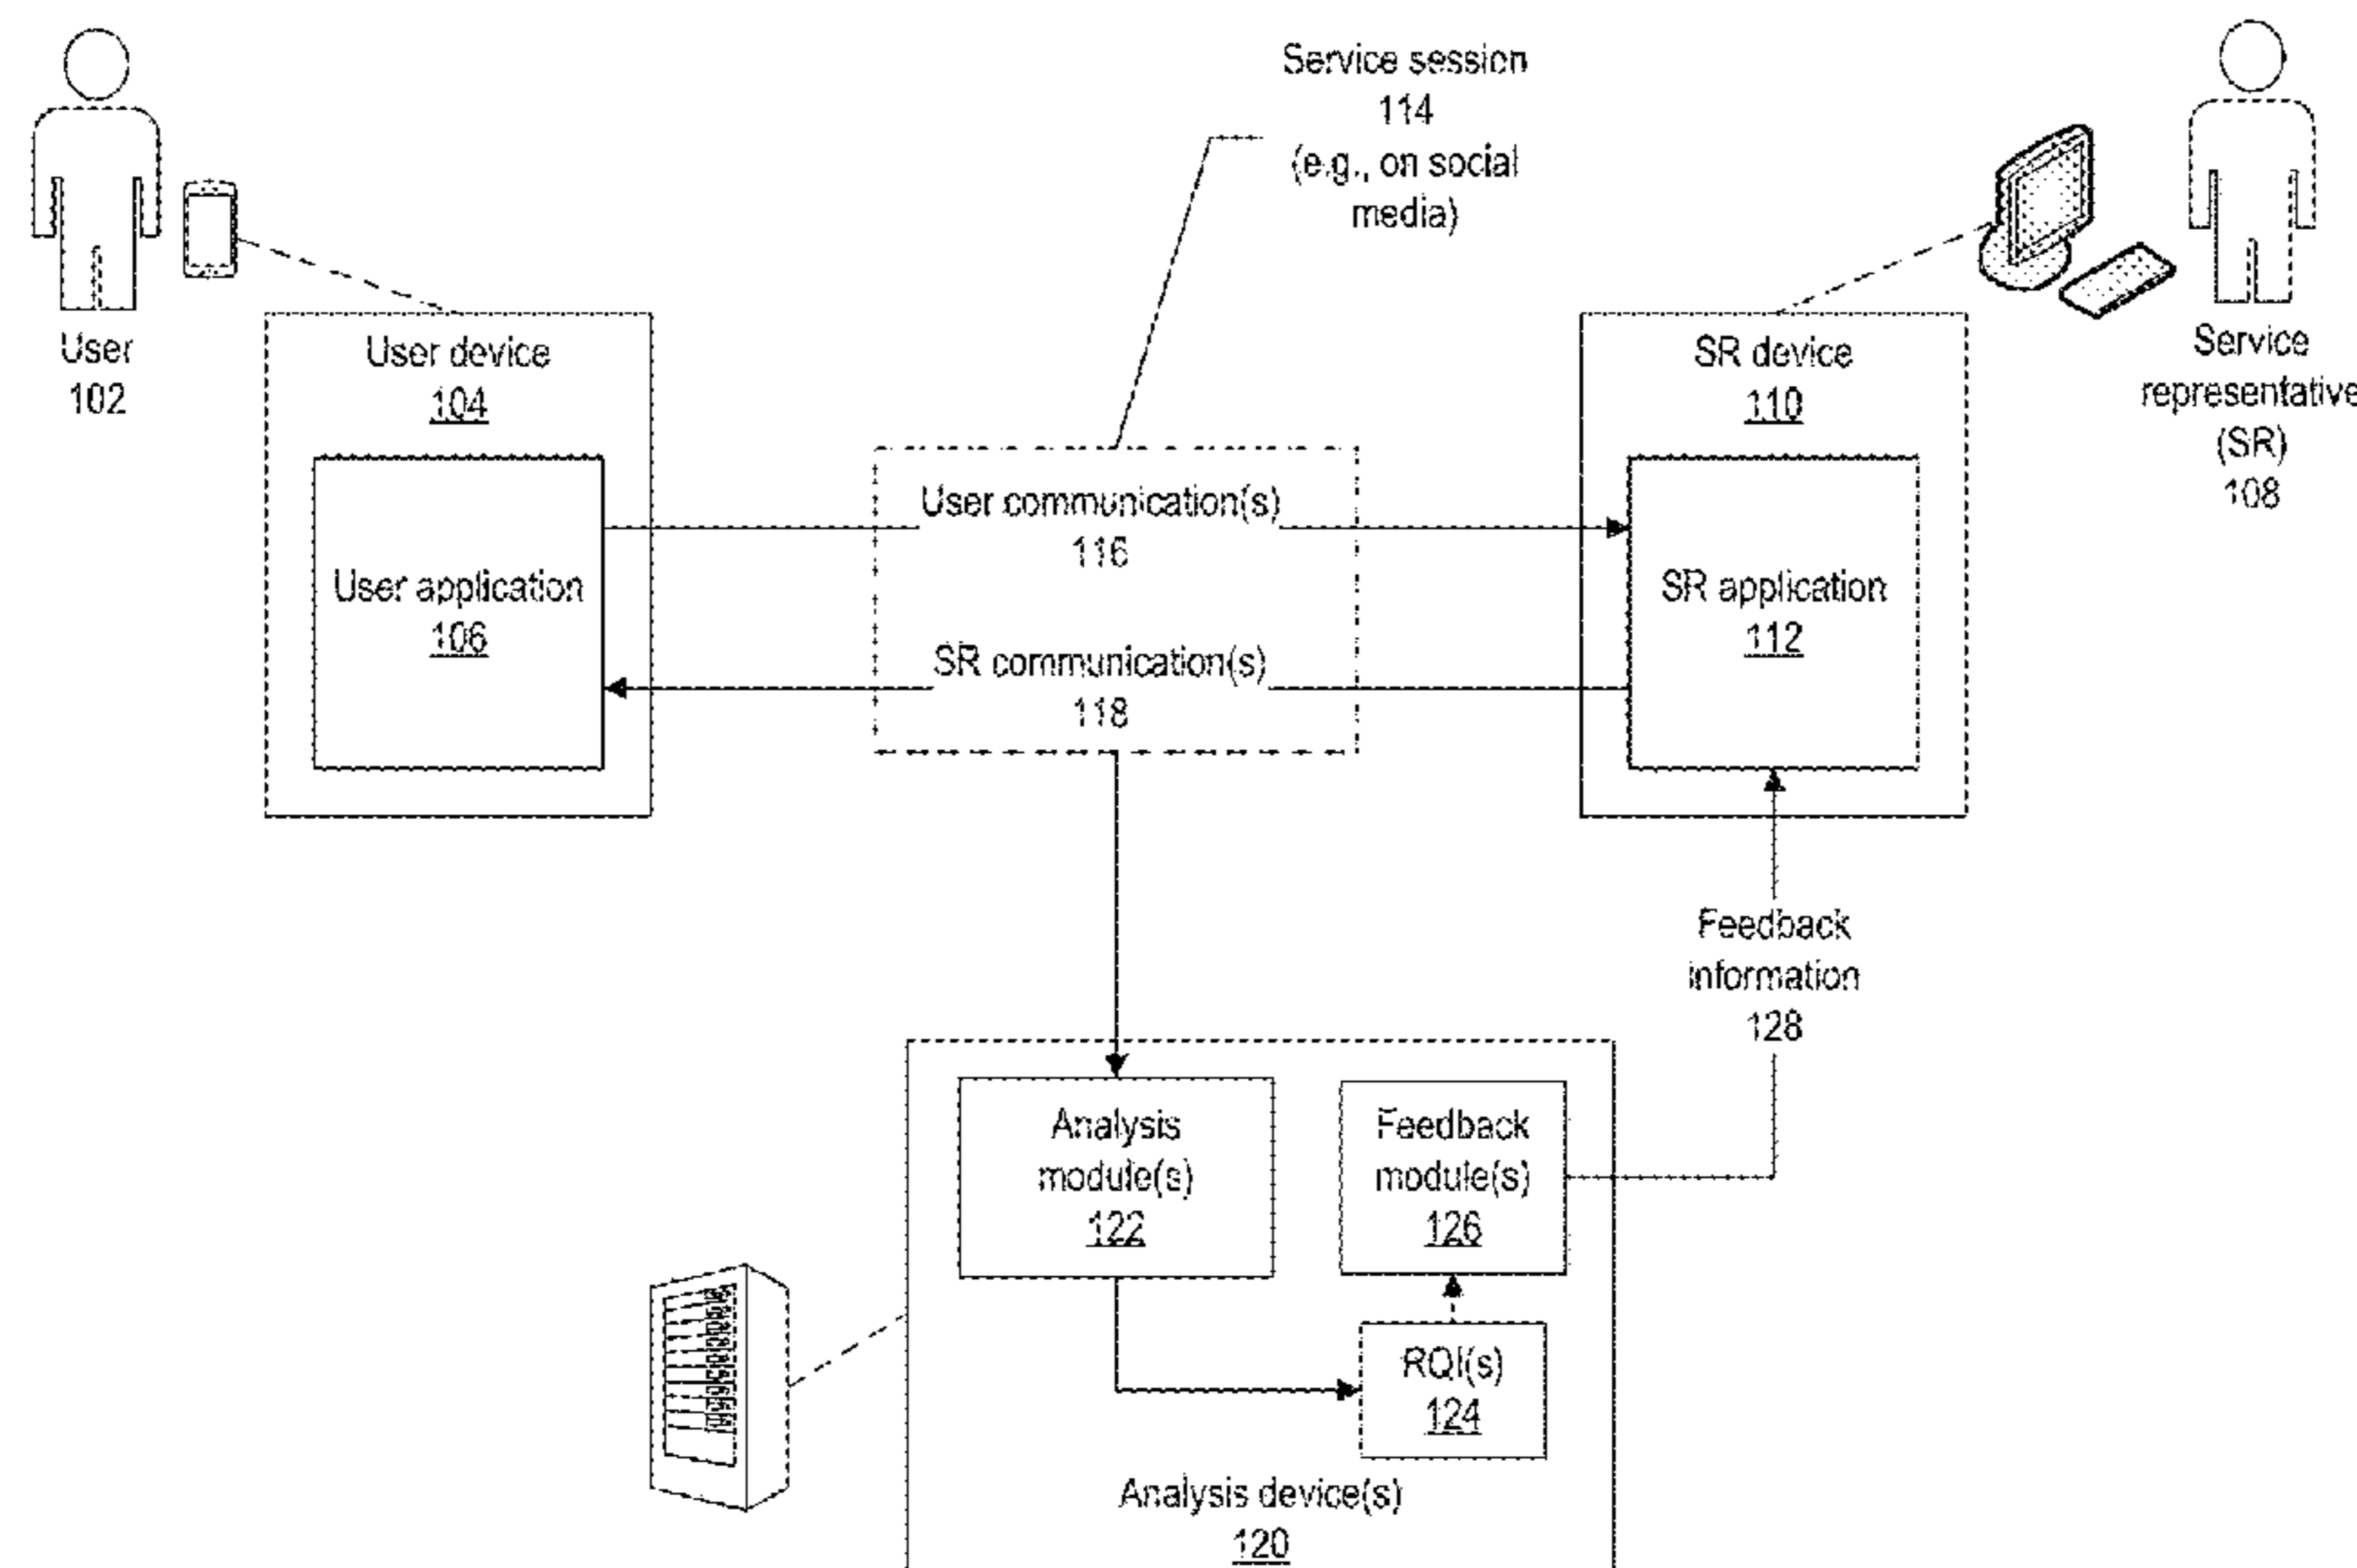 Service session
114
(e.g., on social
media)
User
102
User device
104
User application
106
User communication(s)
116
SR communication(s)
118
SR device
110
SR application
112
Service
representative
(SR)
108
Feedback
information
128
Analysis
module(s)
122
Feedback
module(s)
126
RQI(s)
124
Analysis device(s)
120